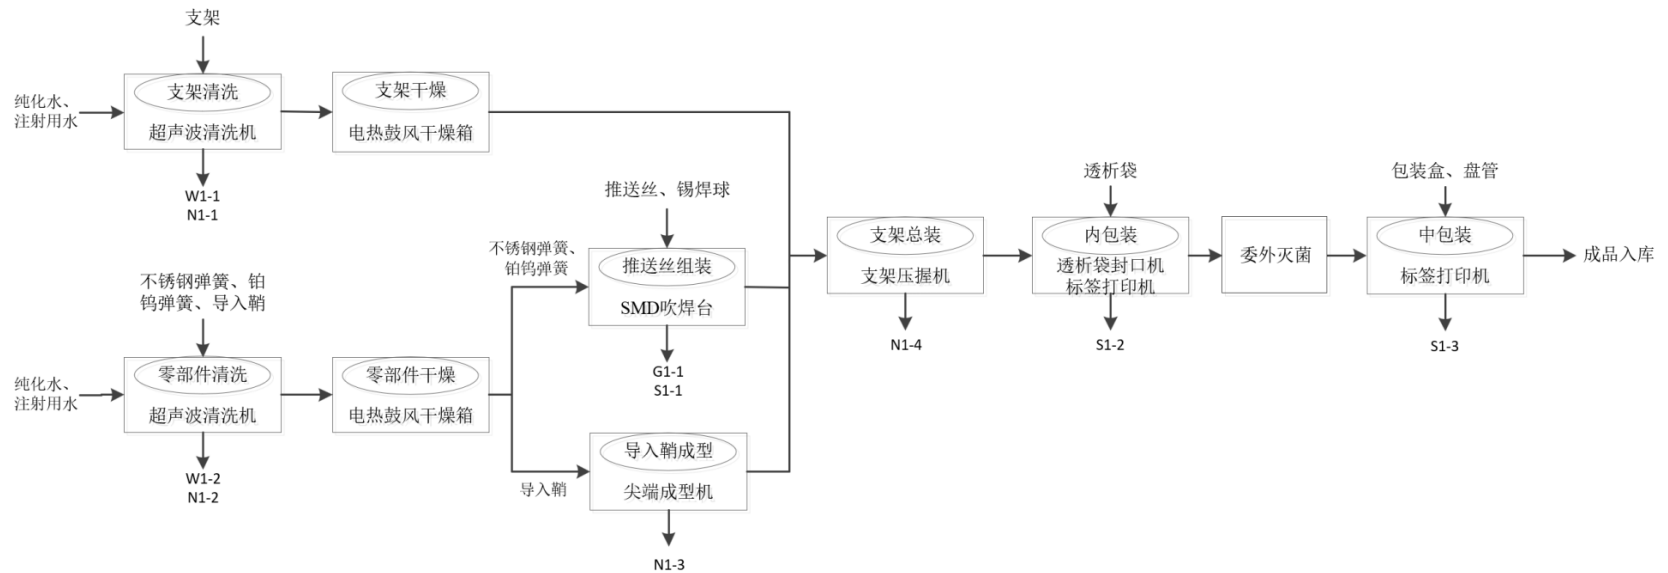 支架
纯化水、
注射用水
支架清洗
超声波清洗机
W1-1
N1-1
支架干燥
电热鼓风干燥箱
不锈钢弹簧、铂
钨弹簧、导入鞘
纯化水、
注射用水
零部件清洗
超声波清洗机
W1-2
N1-2
零部件干燥
电热鼓风干燥箱
不锈钢弹簧、
铂钨弹簧
推送丝、锡焊球
推送丝组装
SMD吹焊台
G1-1
S1-1
导入鞘
导入鞘成型
尖端成型机
N1-3
支架总装
支架压握机
N1-4
透析袋
内包装
透析袋封口机
标签打印机
S1-2
委外灭菌
包装盒、盘管
中包装
标签打印机
S1-3
成品入库